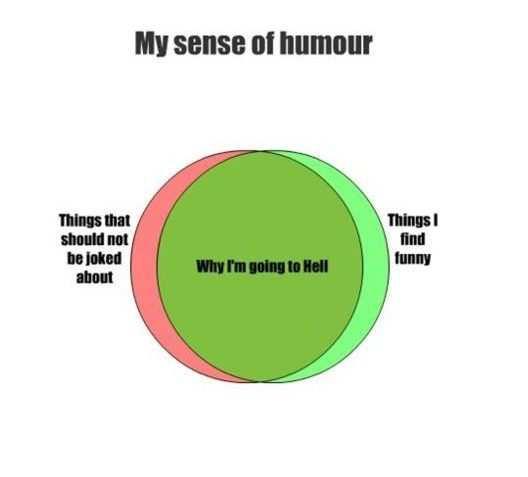 My sense of humour
Things that
should not
be joked
about
Why I'm going to Hell
Things I
find
funny